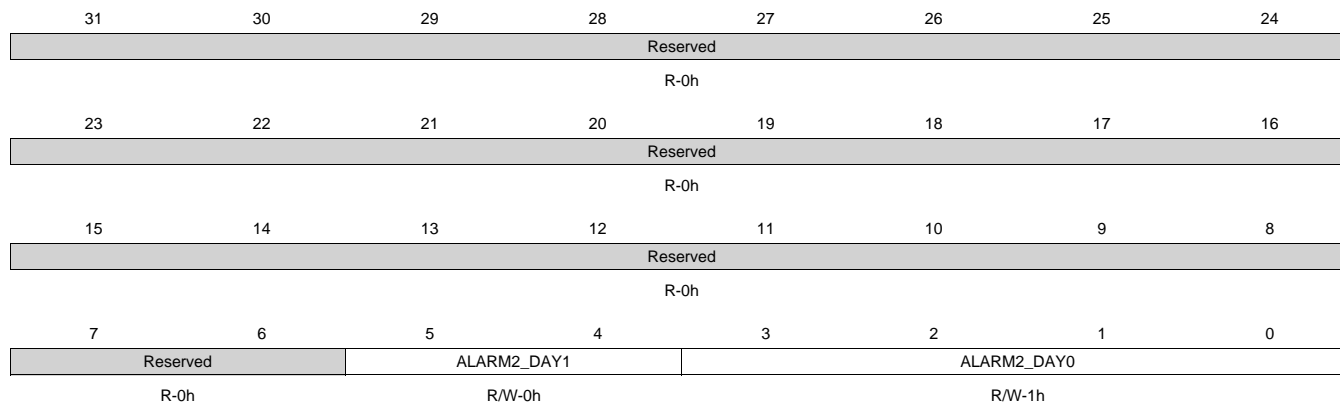 31 30 29 28 27 26 25 24
Reserved
R-0h
23 22 21 20 19 18 17 16
Reserved
R-0h
15 14 13 12 11 10 9 8
Reserved
R-0h
7 6 5 4 3 2 1 0
Reserved ALARM2_DAY1 ALARM2_DAY0
R-0h R/W-0h R/W-1h